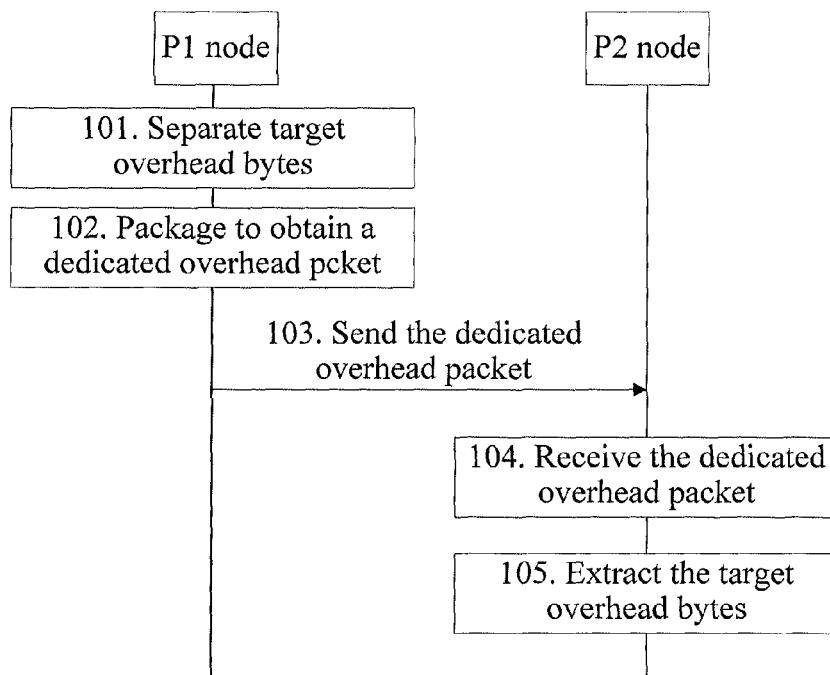 P1 node
P2 node
101. Separate target
overhead bytes
102. Package to obtain a
dedicated overhead pcket
103. Send the dedicated
overhead packet
104. Receive the dedicated
overhead packet
105. Extract the target
overhead bytes